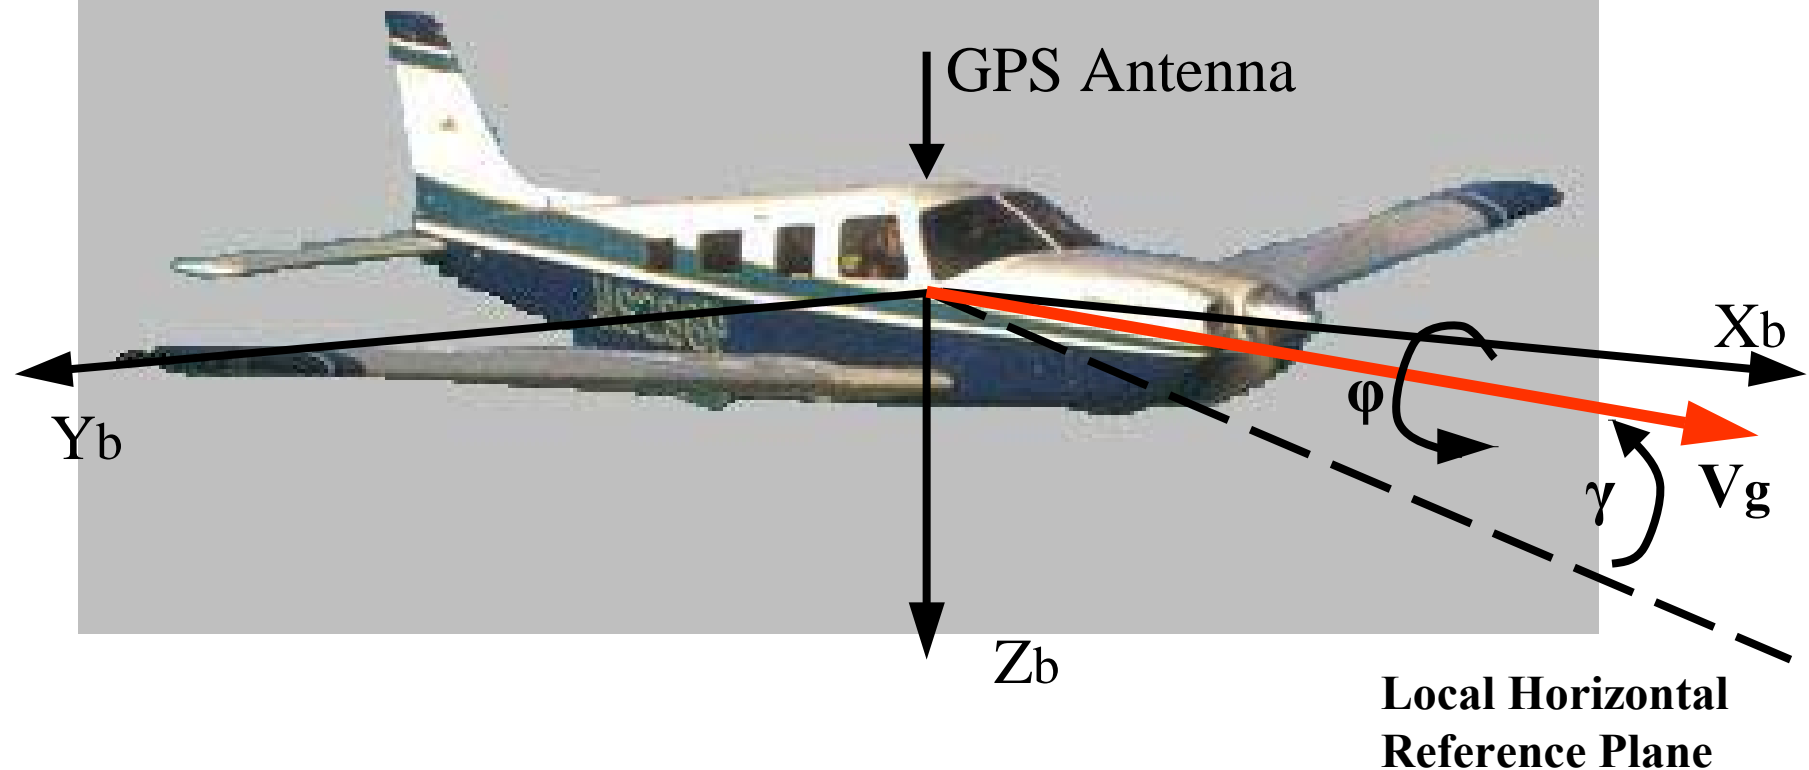 GPS Antenna
Xb
φ
Yb
γ
Vg
Zb
Local Horizontal
Reference Plane